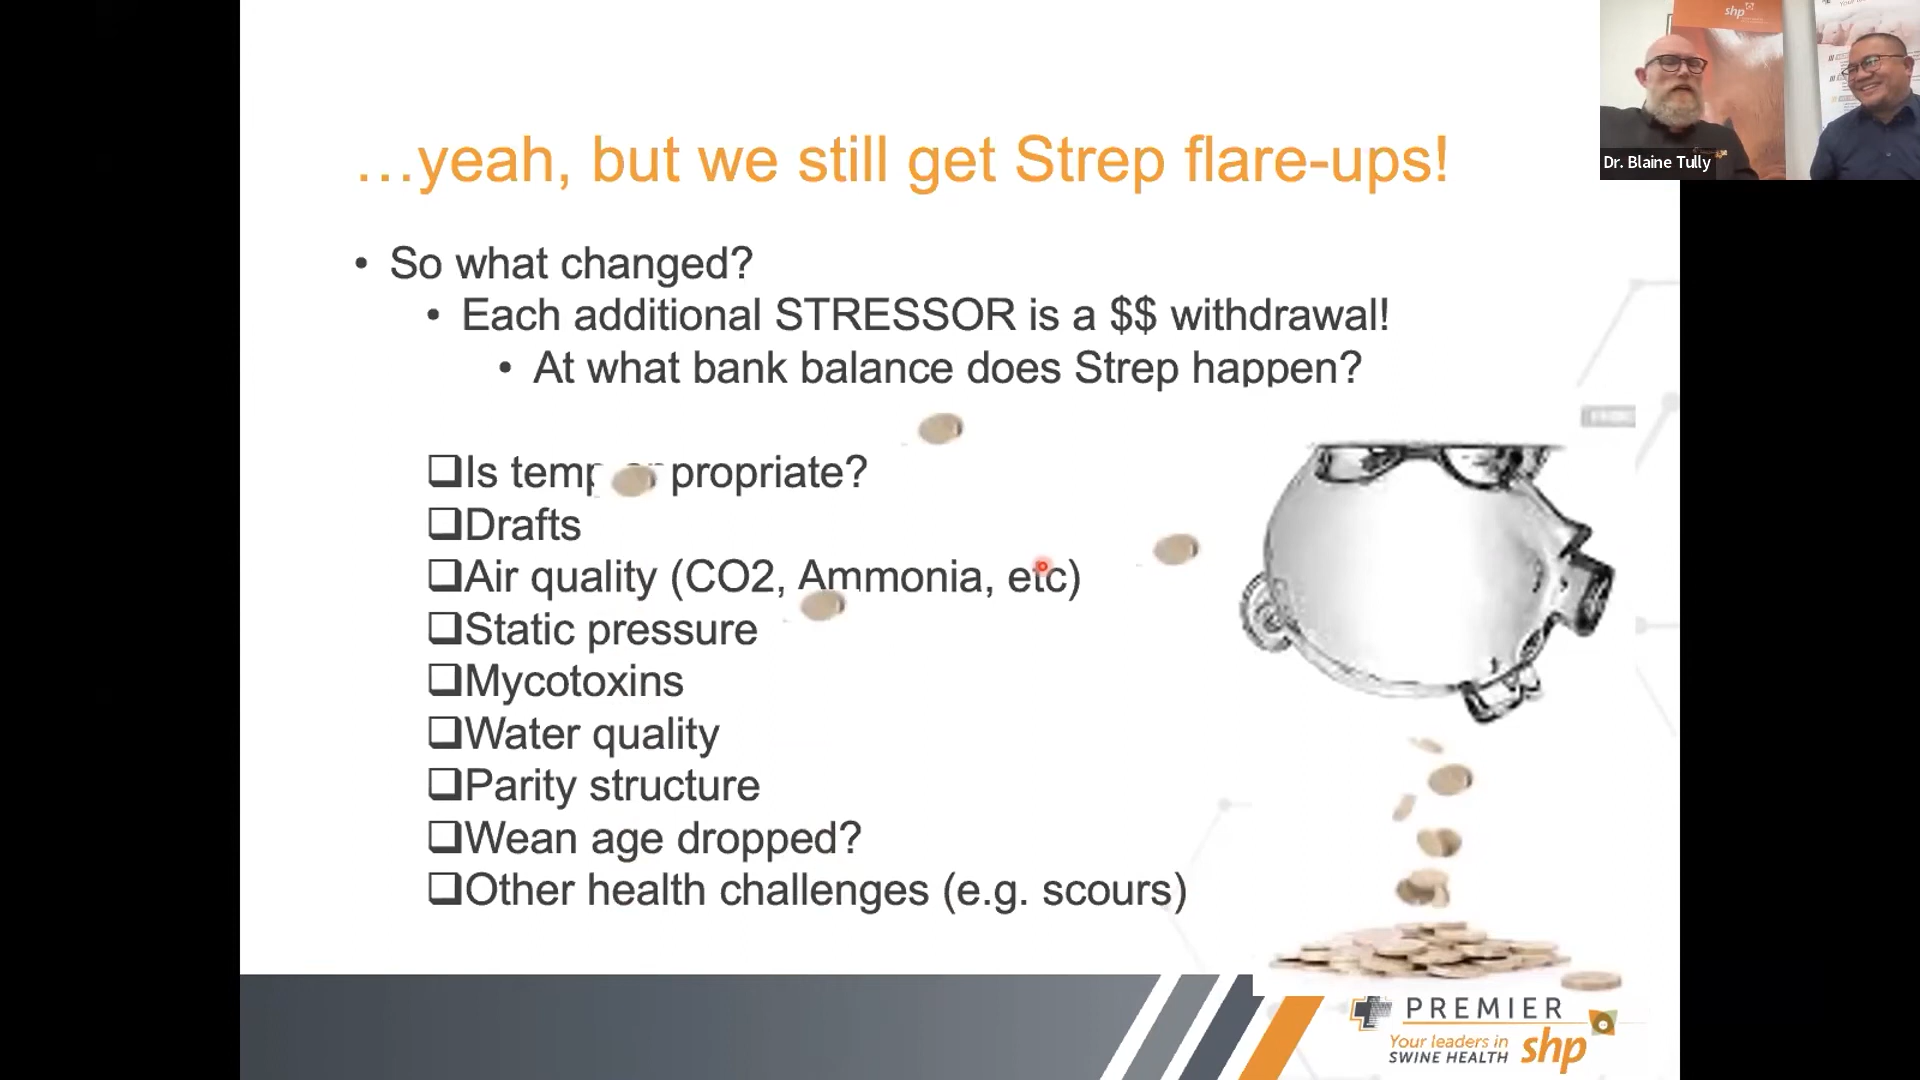 …yeah, but we still get Strep flare-ups!
• So what changed?
• Each additional STRESSOR is a $$ withdrawal!
• At what bank balance does Strep happen?
❑Is temp propriate?
❑Drafts
❑Air quality (CO2, Ammonia, etc)
❑Static pressure
❑Mycotoxins
❑Water quality
❑Parity structure
❑Wean age dropped?
❑Other health challenges (e.g. scours)
shp
Dr. Blaine Tully
PREMIER
Your leaders in
SWINE HEALTH
shp